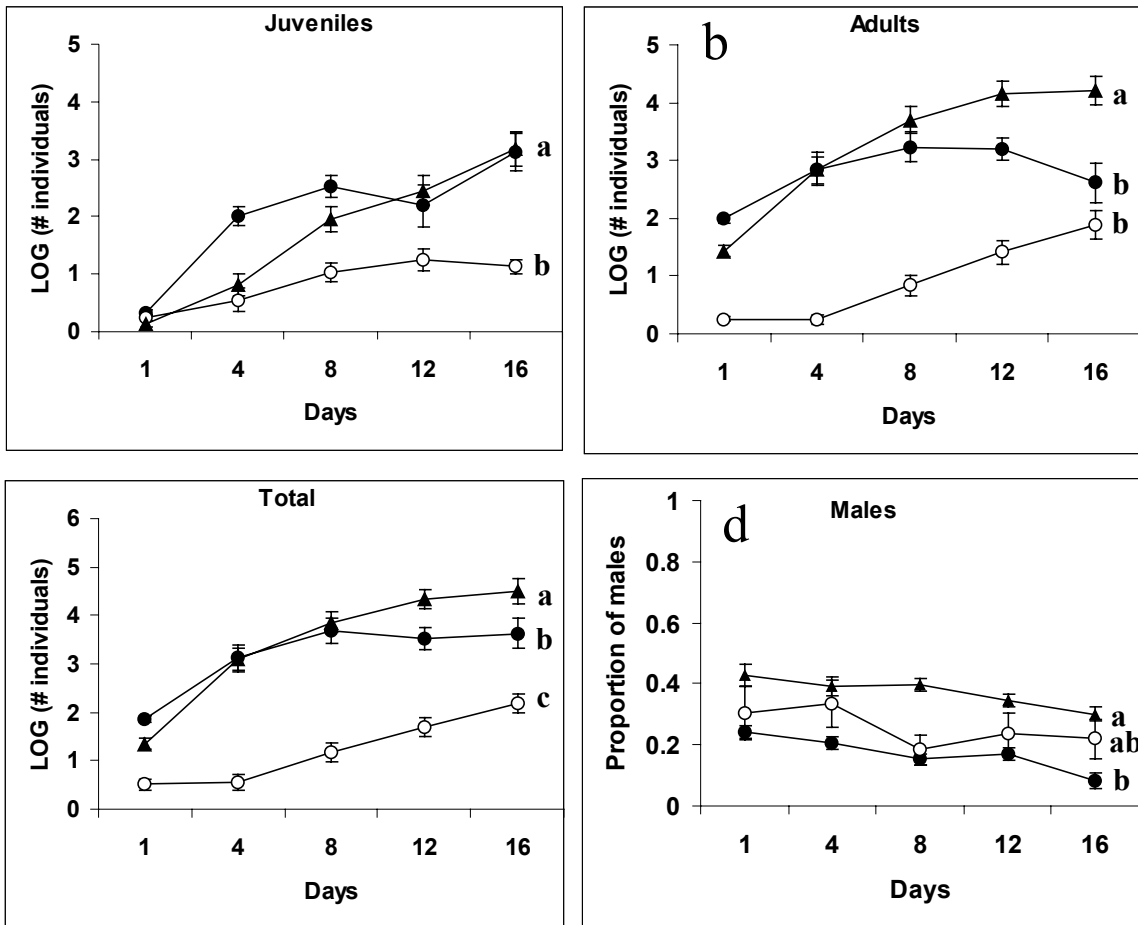 Juveniles
5
4
3
2
1
0
LOG (# individuals)
a
b
1 4 8 12 16
Days
b
Adults
5
4
3
2
1
0
LOG (# individuals)
a
b
b
1 4 8 12 16
Days
Total
6
5
4
3
2
1
0
LOG (# individuals)
a
b
c
1 4 8 12 16
Days
d
Males
1
0.8
0.6
0.4
0.2
0
Proportion of males
a
ab
b
1 4 8 12 16
Days